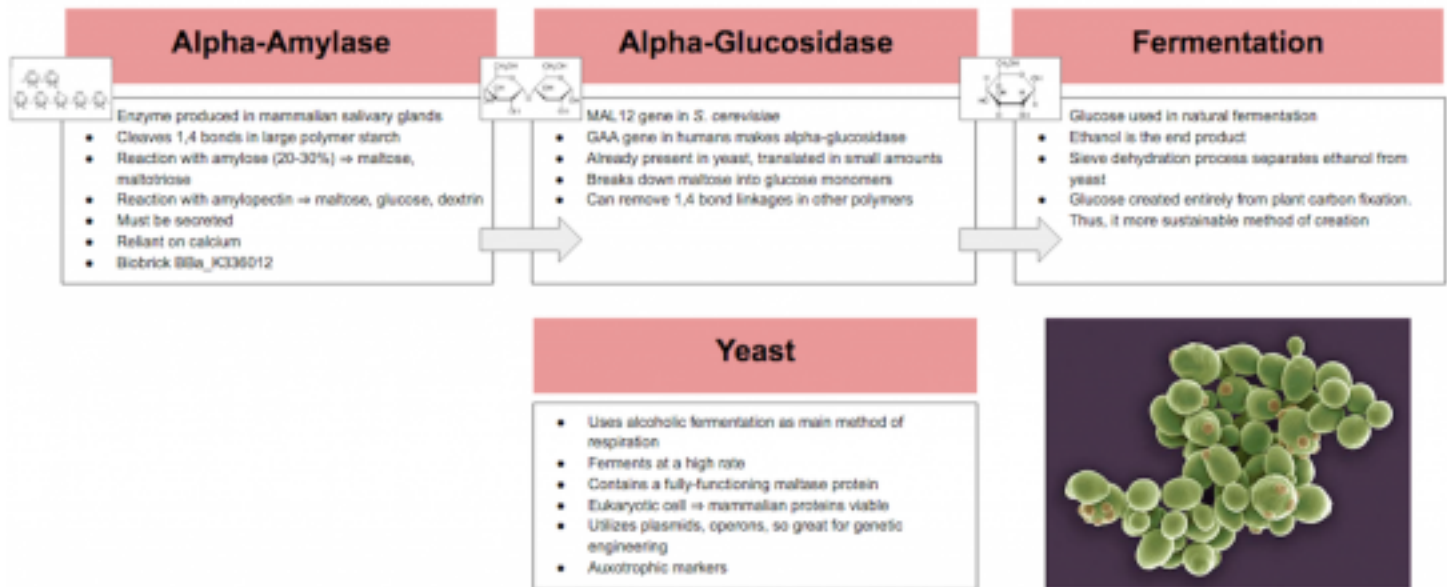 Alpha-Amylase
Enzyme produced in mammalian salivary glands
● Cleaves 1,4 bonds in large polymer starch
● Reaction with amylose (20-30%) ⇒ maltose,
maltotriose
● Reaction with amylopectin ⇒ maltose, glucose, dextrin
● Must be secreted
● Reliant on calcium
● Biobrick BBa_K336012
Alpha-Glucosidase
MAL12 gene in S. cerevisiae
● GAA gene in humans makes alpha-glucosidase
● Already present in yeast, translated in small amounts
● Breaks down maltose into glucose monomers
● Can remove 1,4 bond linkages in other polymers
Fermentation
Glucose used in natural fermentation
● Ethanol is the end product
● Sieve dehydration process separates ethanol from
yeast
● Glucose created entirely from plant carbon fixation.
Thus, it more sustainable method of creation
Yeast
● Uses alcoholic fermentation as main method of
respiration
● Ferments at a high rate
● Contains a fully-functioning maltase protein
● Eukaryotic cell ⇒ mammalian proteins viable
● Utilizes plasmids, operons, so great for genetic
engineering
● Auxotrophic markers